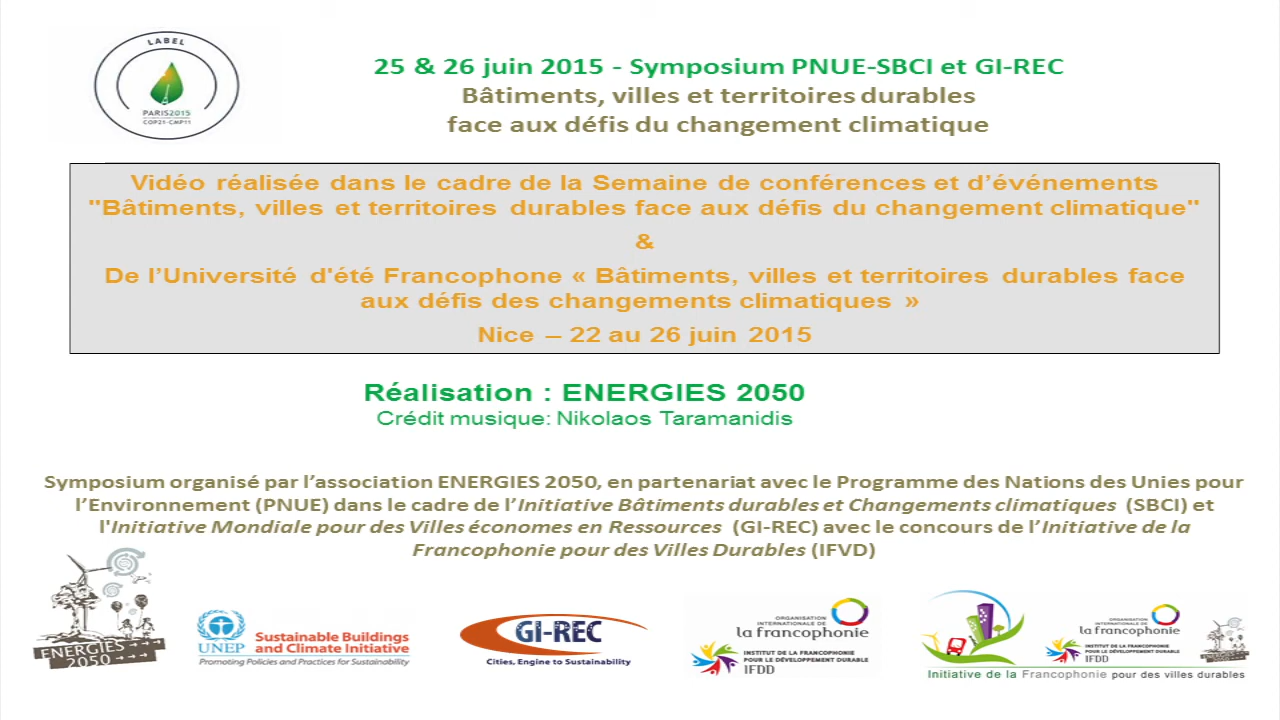 LABEL
PARIS2015
COP21·CMP11
25 & 26 juin 2015 - Symposium PNUE-SBCI et GI-REC
Bâtiments, villes et territoires durables
face aux défis du changement climatique
Vidéo réalisée dans le cadre de la Semaine de conférences et d’événements
"Bâtiments, villes et territoires durables face aux défis du changement climatique"
&
De l’Université d'été Francophone « Bâtiments, villes et territoires durables face
aux défis des changements climatiques »
Nice – 22 au 26 juin 2015
Réalisation : ENERGIES 2050
Crédit musique: Nikolaos Taramanidis
Symposium organisé par l’association ENERGIES 2050, en partenariat avec le Programme des Nations des Unies pour
l’Environnement (PNUE) dans le cadre de l’Initiative Bâtiments durables et Changements climatiques (SBCI) et
l'Initiative Mondiale pour des Villes économes en Ressources (GI-REC) avec le concours de l’Initiative de la
Francophonie pour des Villes Durables (IFVD)
ENERGIES
2050
UNEP
Sustainable Buildings
and Climate Initiative
Promoting Policies and Practices for Sustainability
GI-REC
Cities, Engine to Sustainability
ORGANISATION
INTERNATIONALE DE
la francophonie
INSTITUT DE LA FRANCOPHONIE
POUR LE DÉVELOPPEMENT DURABLE
IFDD
ORGANISATION
INTERNATIONALE DE
la francophonie
INSTITUT DE LA FRANCOPHONIE
POUR LE DÉVELOPPEMENT DURABLE
IFDD
Initiative de la Francophonie pour des villes durables